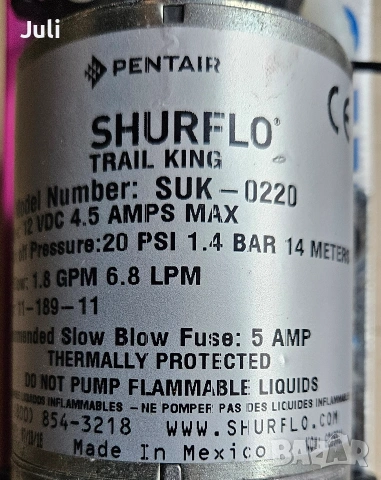 Juli
PENTAIR
SHURFLO®
TRAIL KING
Model Number: SUK-0220
12 VDC 4.5 AMPS MAX
off Pressure: 20 PSI 1.4 BAR 14 METERS
1.8 GPM 6.8 LPM
11-189-11
Slow Blow Fuse: 5 AMP
THERMALLY PROTECTED
DO NOT PUMP FLAMMABLE LIQUIDS
INFLAMMABLES - NE POMPER PAS DES LIQUIDES INFLAMMABLES
854-3218 WWW.SHURFLO.COM
Made In Mexico
CE
bazar